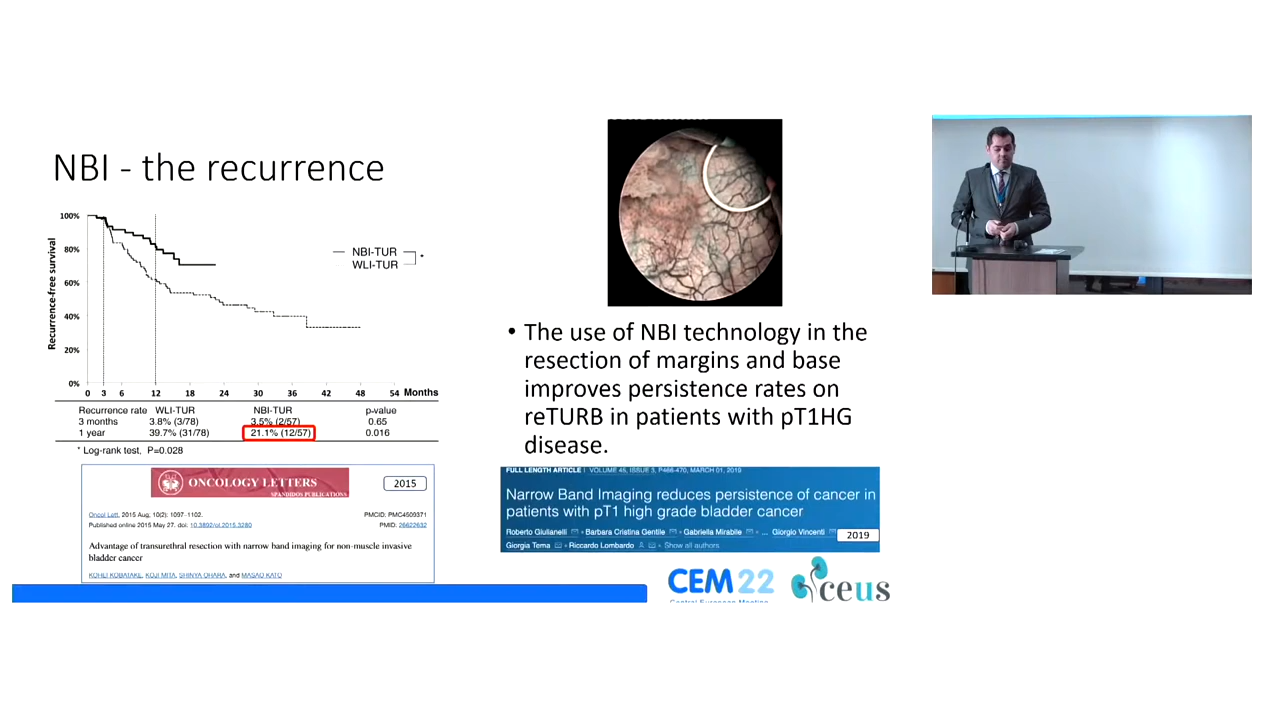 NBI - the recurrence
100%
80%
60%
40%
20%
0%
Recurrence-free survival
NBI-TUR
WLI-TUR
*
0 3 6 12 18 24 30 36 42 48 54 Months
Recurrence rate WLI-TUR NBI-TUR p-value
3 months 3.8% (3/78) 3.5% (2/57) 0.65
1 year 39.7% (31/78) 21.1% (12/57) 0.016
* Log-rank test, P=0.028
ONCOLOGY LETTERS
SPANDIDOS PUBLICATIONS
2015
Oncol Lett. 2015 Aug; 10(2): 1097–1102. PMCID: PMC4509371
Published online 2015 May 27. doi: 10.3892/ol.2015.3280 PMID: 26622632
Advantage of transurethral resection with narrow band imaging for non-muscle invasive
bladder cancer
KOHEI KOBATAKE, KOJI MITA, SHINYA OHARA, and MASAO KATO
• The use of NBI technology in the
resection of margins and base
improves persistence rates on
reTURB in patients with pT1HG
disease.
FULL LENGTH ARTICLE | VOLUME 45, ISSUE 3, P466-470, MARCH 01, 2019
Narrow Band Imaging reduces persistence of cancer in
patients with pT1 high grade bladder cancer
Roberto Giulianelli • Barbara Cristina Gentile • Gabriella Mirabile • ... Giorgio Vincenti
2019
Giorgia Tema • Riccardo Lombardo • Show all authors
CEM22
Central European Meeting
ceus